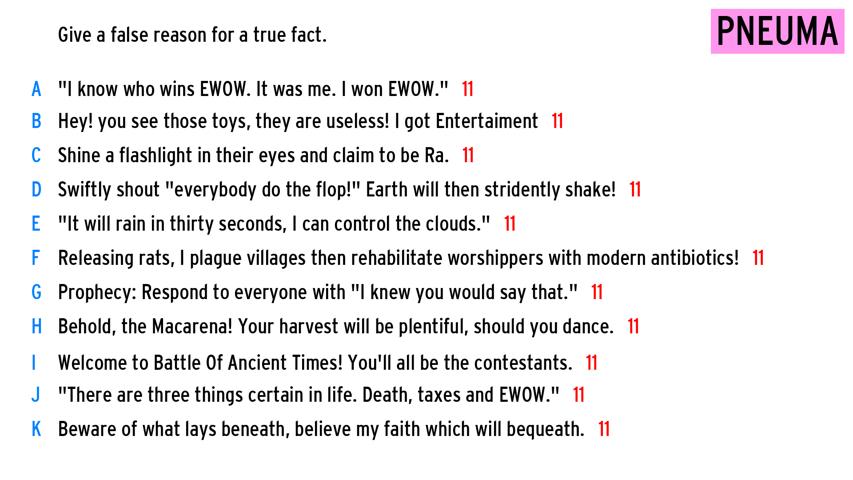 PNEUMA
Give a false reason for a true fact.
A "I know who wins EWOW. It was me. I won EWOW." 11
B Hey! you see those toys, they are useless! I got Entertaiment 11
C Shine a flashlight in their eyes and claim to be Ra. 11
D Swiftly shout "everybody do the flop!" Earth will then stridently shake! 11
E "It will rain in thirty seconds, I can control the clouds." 11
F Releasing rats, I plague villages then rehabilitate worshippers with modern antibiotics! 11
G Prophecy: Respond to everyone with "I knew you would say that." 11
H Behold, the Macarena! Your harvest will be plentiful, should you dance. 11
I Welcome to Battle Of Ancient Times! You'll all be the contestants. 11
J "There are three things certain in life. Death, taxes and EWOW." 11
K Beware of what lays beneath, believe my faith which will bequeath. 11